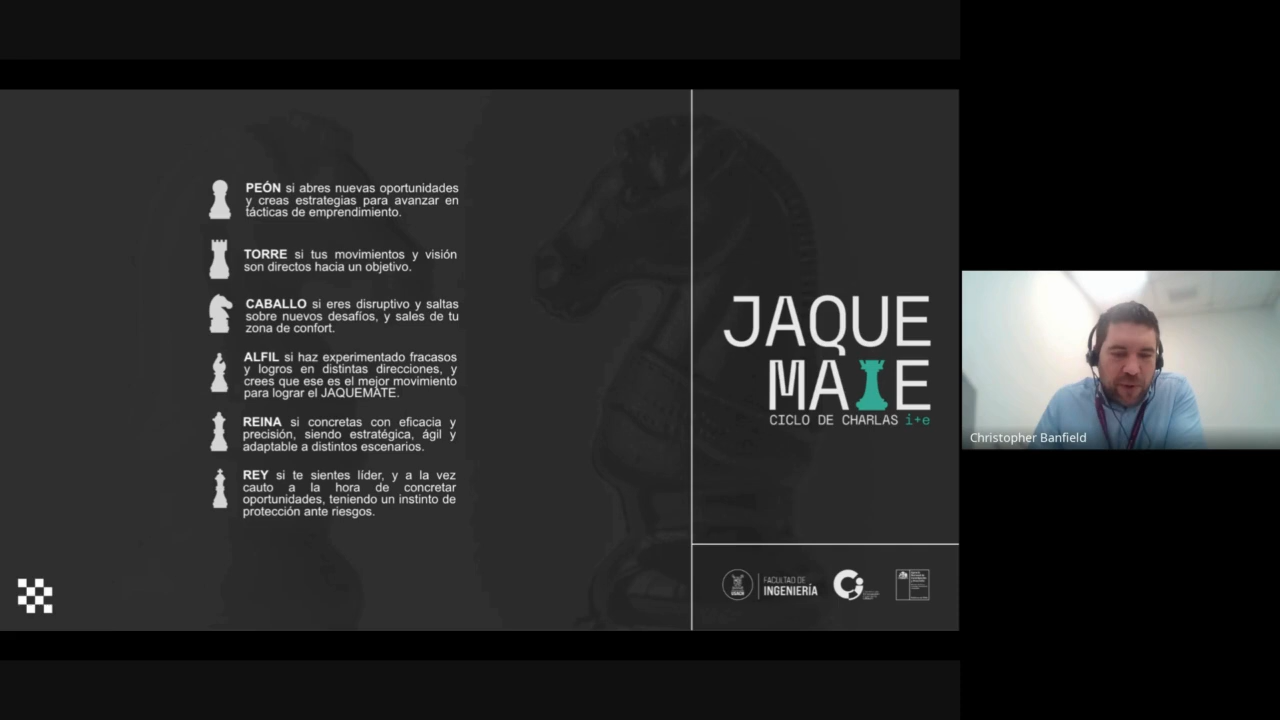 PEÓN si abres nuevas oportunidades
y creas estrategias para avanzar en
tácticas de emprendimiento.
TORRE si tus movimientos y visión
son directos hacia un objetivo.
CABALLO si eres disruptivo y saltas
sobre nuevos desafíos, y sales de tu
zona de confort.
ALFIL si haz experimentado fracasos
y logros en distintas direcciones, y
crees que ese es el mejor movimiento
para lograr el JAQUEMATE.
REINA si concretas con eficacia y
precisión, siendo estratégica, ágil y
adaptable a distintos escenarios.
REY si te sientes líder, y a la vez
cauto a la hora de concretar
oportunidades, teniendo un instinto de
protección ante riesgos.
JAQUE
MATE
CICLO DE CHARLAS i+e
FACULTAD DE
INGENIERÍA
Christopher Banfield